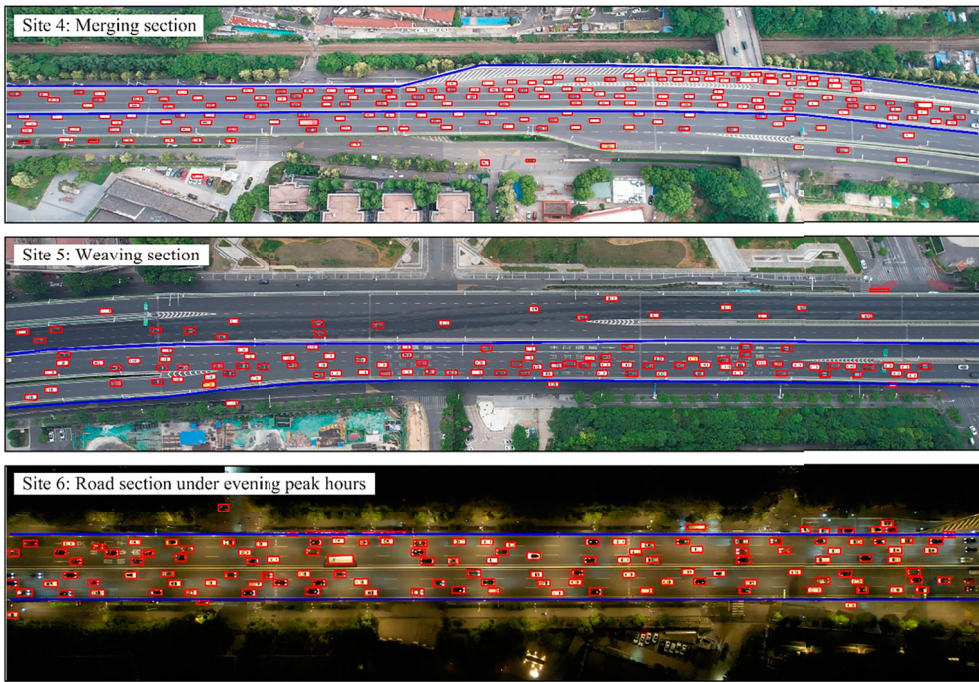 Site 4: Merging section
Site 5: Weaving section
Site 6: Road section under evening peak hours